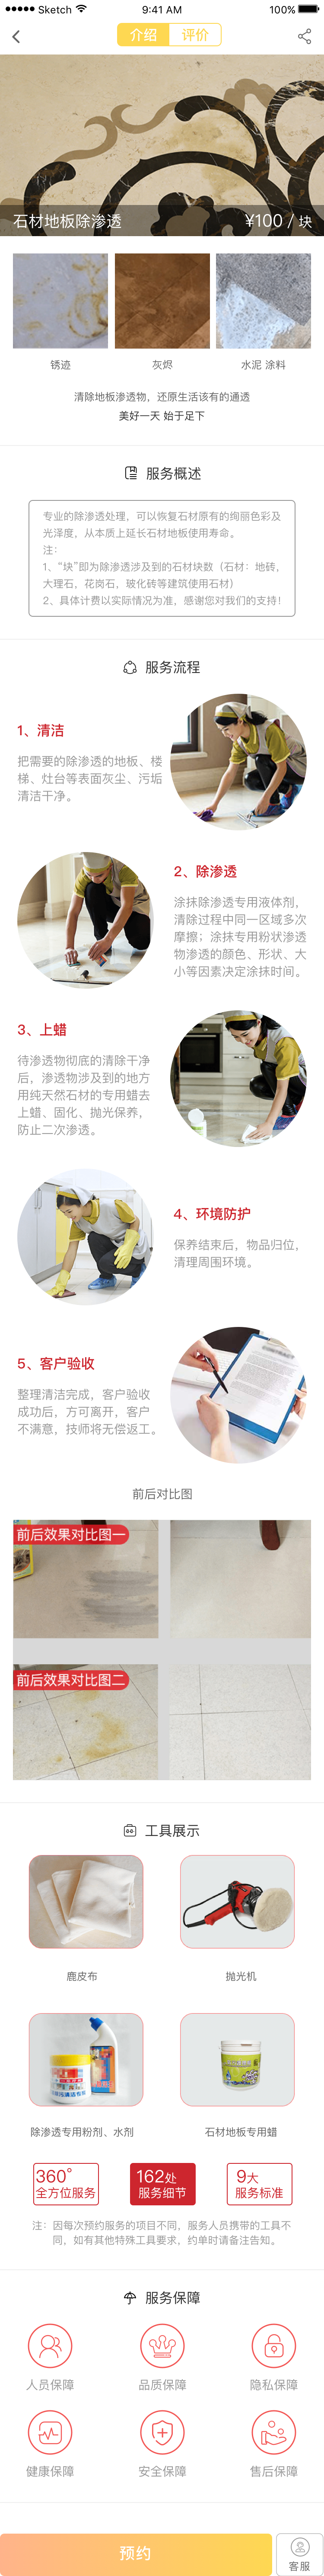 Sketch
9:41 AM
100%
介绍
评价
石材地板除渗透
¥100 / 块
锈迹
灰烬
水泥 涂料
清除地板渗透物，还原生活该有的通透
美好一天 始于足下
服务概述
专业的除渗透处理，可以恢复石材原有的绚丽色彩及
光泽度，从本质上延长石材地板使用寿命。
注：
1、“块”即为除渗透涉及到的石材块数（石材：地砖，
大理石，花岗石，玻化砖等建筑使用石材）
2、具体计费以实际情况为准，感谢您对我们的支持！
服务流程
1、清洁
把需要的除渗透的地板、楼
梯、灶台等表面灰尘、污垢
清洁干净。
2、除渗透
涂抹除渗透专用液体剂，
清除过程中同一区域多次
摩擦；涂抹专用粉状渗透
物渗透的颜色、形状、大
小等因素决定涂抹时间。
3、上蜡
待渗透物彻底的清除干净
后，渗透物涉及到的地方
用纯天然石材的专用蜡去
上蜡、固化、抛光保养，
防止二次渗透。
4、环境防护
保养结束后，物品归位，
清理周围环境。
5、客户验收
整理清洁完成，客户验收
成功后，方可离开，客户
不满意，技师将无偿返工。
前后对比图
前后效果对比图一
前后效果对比图二
工具展示
鹿皮布
抛光机
除渗透专用粉剂、水剂
石材地板专用蜡
360°
全方位服务
162处
服务细节
9大
服务标准
注：因每次预约服务的项目不同，服务人员携带的工具不
同，如有其他特殊工具要求，约单时请备注告知。
服务保障
人员保障
品质保障
隐私保障
健康保障
安全保障
售后保障
预约
客服